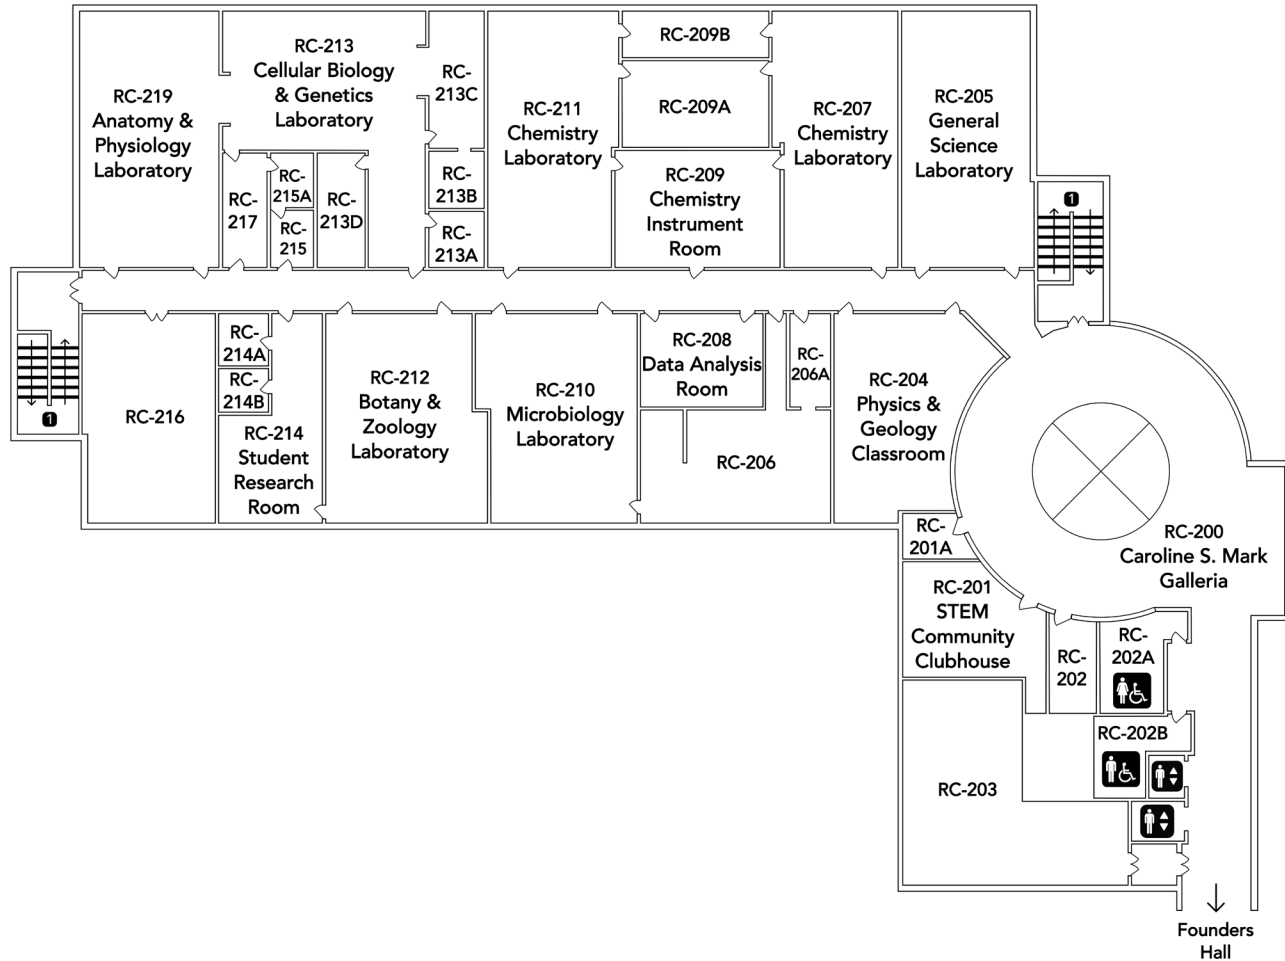 RC-219
Anatomy &
Physiology
Laboratory
RC-213
Cellular Biology
& Genetics
Laboratory
RC-
213C
RC-
213B
RC-
213A
RC-
217
RC-
215A
RC-
215
RC-
213D
RC-211
Chemistry
Laboratory
RC-209B
RC-209A
RC-209
Chemistry
Instrument
Room
RC-207
Chemistry
Laboratory
RC-205
General
Science
Laboratory
1
1
RC-216
RC-
214A
RC-
214B
RC-214
Student
Research
Room
RC-212
Botany &
Zoology
Laboratory
RC-210
Microbiology
Laboratory
RC-208
Data Analysis
Room
RC-
206A
RC-206
RC-204
Physics &
Geology
Classroom
RC-200
Caroline S. Mark
Galleria
RC-
201A
RC-201
STEM
Community
Clubhouse
RC-
202
RC-
202A
RC-202B
RC-203
Founders
Hall